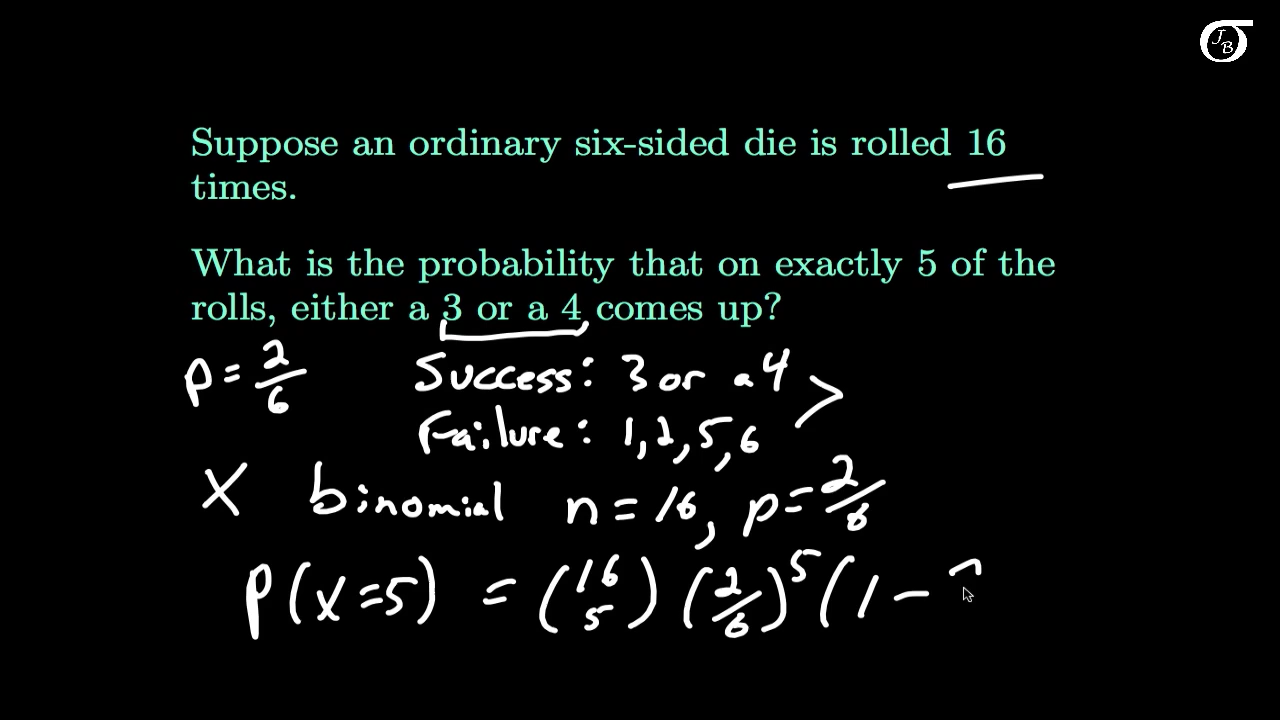 JB
Suppose an ordinary six-sided die is rolled 16
times.
What is the probability that on exactly 5 of the
rolls, either a 3 or a 4 comes up?
p = 2/6 Success: 3 or a 4
Failure: 1, 2, 5, 6
X binomial n = 16, p = 2/6
P(X=5) = (16 5) (2/6)^5 (1 -